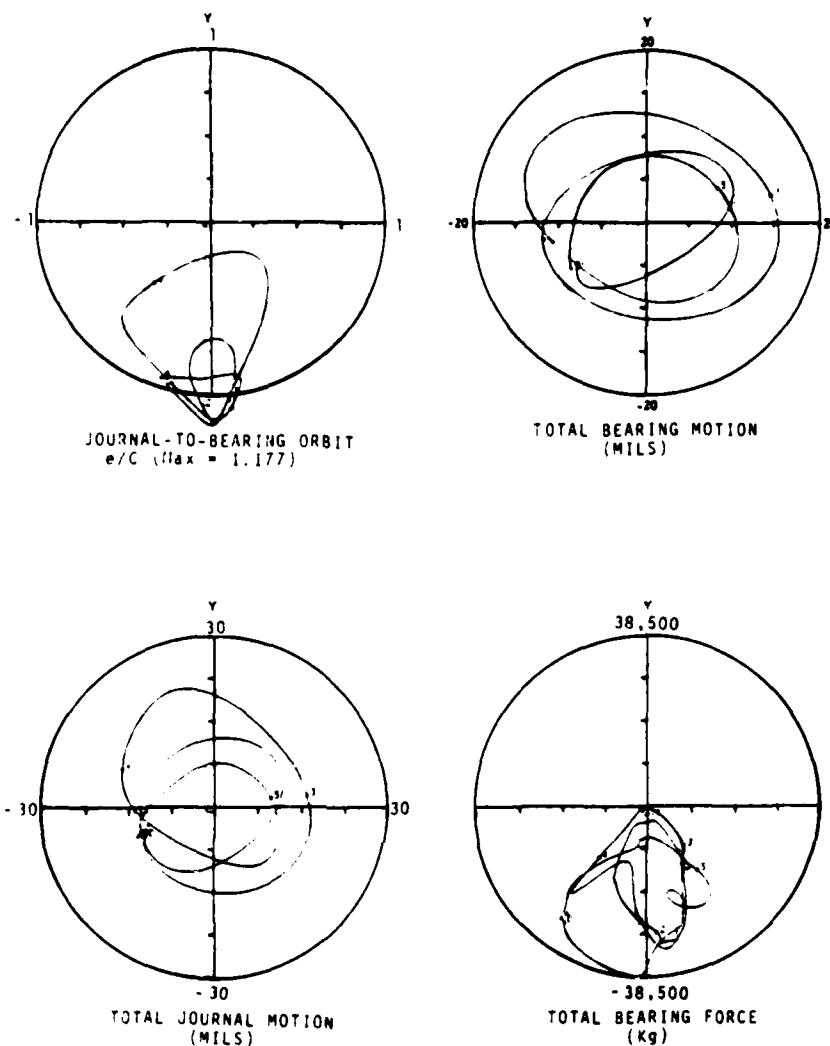 Y
1
-1
1
JOURNAL-TO-BEARING ORBIT
e/C (Max = 1.177)
Y
20
-20
2
-20
TOTAL BEARING MOTION
(MILS)
Y
30
-30
30
-30
TOTAL JOURNAL MOTION
(MILS)
Y
38,500
-38,500
TOTAL BEARING FORCE
(Kg)